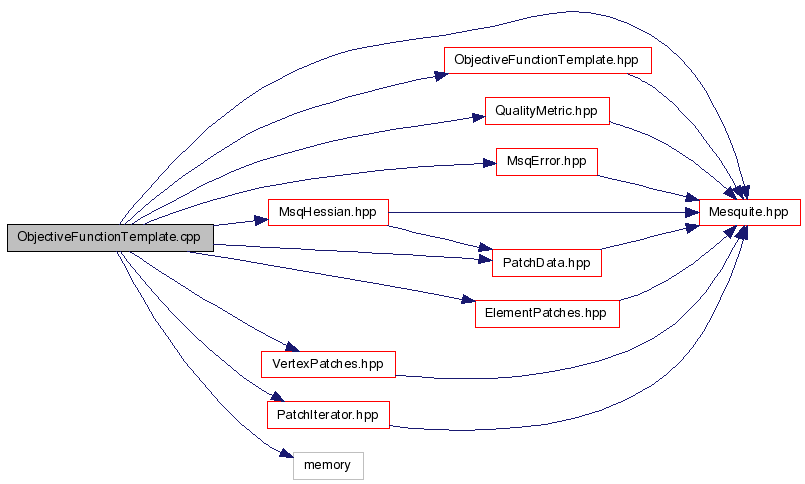 ObjectiveFunctionTemplate.hpp
QualityMetric.hpp
MsqError.hpp
MsqHessian.hpp
Mesquite.hpp
ObjectiveFunctionTemplate.cpp
PatchData.hpp
ElementPatches.hpp
VertexPatches.hpp
PatchIterator.hpp
memory